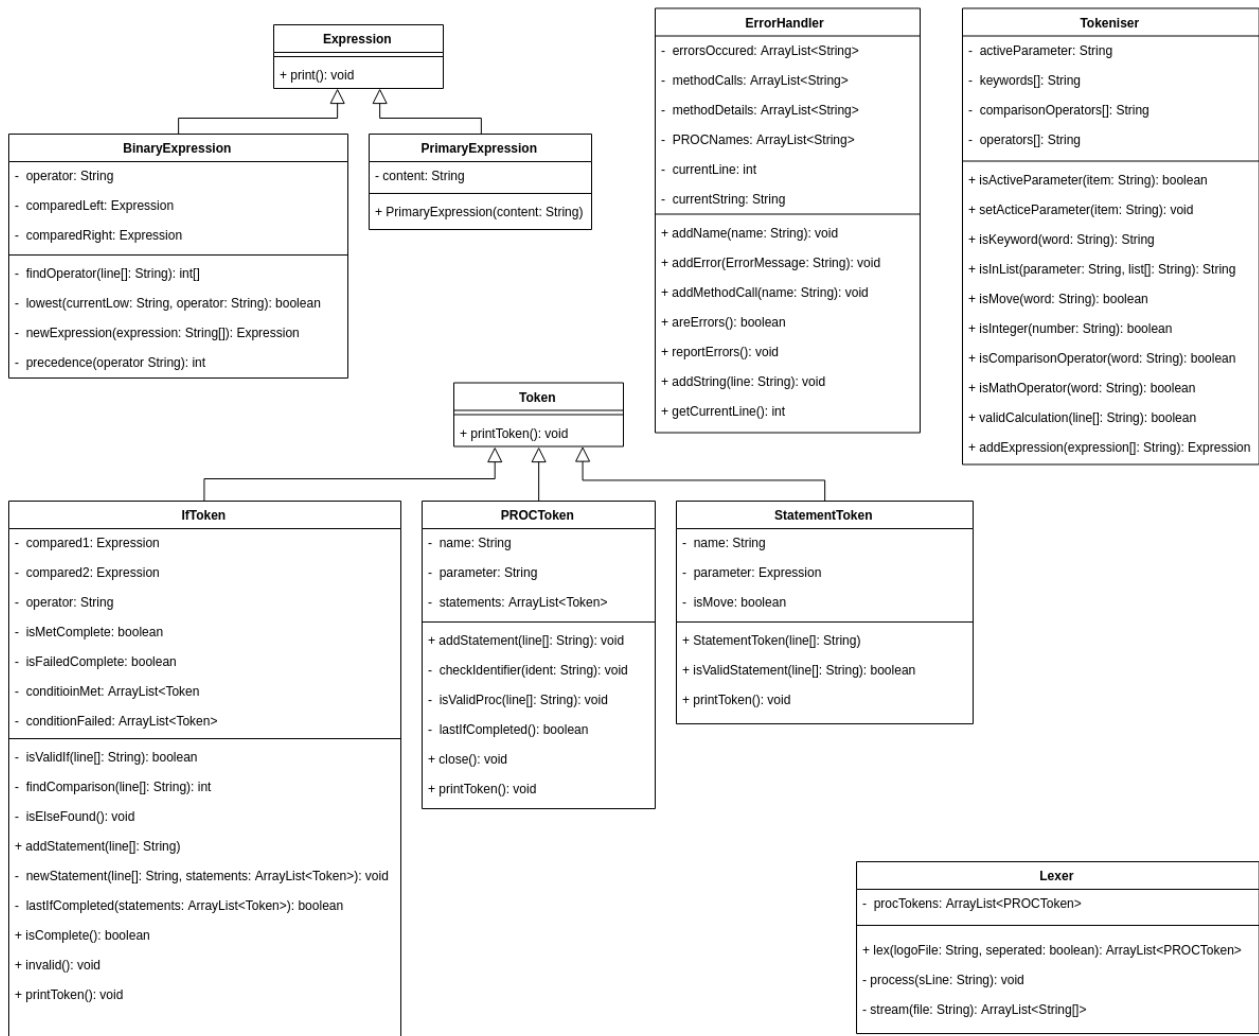 Expression
+ print(): void
BinaryExpression
- operator: String
- comparedLeft: Expression
- comparedRight: Expression
- findOperator(line[]: String): int[]
- lowest(currentLow: String, operator: String): boolean
- newExpression(expression: String[]): Expression
- precedence(operator String): int
PrimaryExpression
- content: String
+ PrimaryExpression(content: String)
ErrorHandler
- errorsOccured: ArrayList<String>
- methodCalls: ArrayList<String>
- methodDetails: ArrayList<String>
- PROCNames: ArrayList<String>
- currentLine: int
- currentString: String
+ addName(name: String): void
+ addError(ErrorMessage: String): void
+ addMethodCall(name: String): void
+ areErrors(): boolean
+ reportErrors(): void
+ addString(line: String): void
+ getCurrentLine(): int
Tokeniser
- activeParameter: String
- keywords[]: String
- comparisonOperators[]: String
- operators[]: String
+ isActiveParameter(item: String): boolean
+ setActiceParameter(item: String): void
+ isKeyword(word: String): String
+ isInList(parameter: String, list[]: String): String
+ isMove(word: String): boolean
+ isInteger(number: String): boolean
+ isComparisonOperator(word: String): boolean
+ isMathOperator(word: String): boolean
+ validCalculation(line[]: String): boolean
+ addExpression(expression[]: String): Expression
Token
+ printToken(): void
IfToken
- compared1: Expression
- compared2: Expression
- operator: String
- isMetComplete: boolean
- isFailedComplete: boolean
- conditioinMet: ArrayList<Token
- conditionFailed: ArrayList<Token>
- isValidIf(line[]: String): boolean
- findComparison(line[]: String): int
- isElseFound(): void
+ addStatement(line[]: String)
- newStatement(line[]: String, statements: ArrayList<Token>): void
- lastIfCompleted(statements: ArrayList<Token>): boolean
+ isComplete(): boolean
+ invalid(): void
+ printToken(): void
PROCToken
- name: String
- parameter: String
- statements: ArrayList<Token>
+ addStatement(line[]: String): void
- checkIdentifier(ident: String): void
- isValidProc(line[]: String): void
- lastIfCompleted(): boolean
+ close(): void
+ printToken(): void
StatementToken
- name: String
- parameter: Expression
- isMove: boolean
+ StatementToken(line[]: String)
+ isValidStatement(line[]: String): boolean
+ printToken(): void
Lexer
- procTokens: ArrayList<PROCToken>
+ lex(logoFile: String, seperated: boolean): ArrayList<PROCToken>
- process(sLine: String): void
- stream(file: String): ArrayList<String[]>